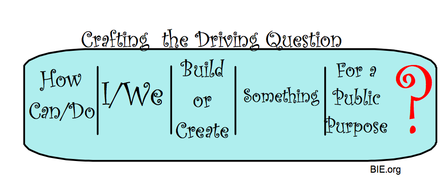 Crafting the Driving Question
How
Can/Do
I/We
Build
or
Create
Something
For a
Public
Purpose
?
BIE.org